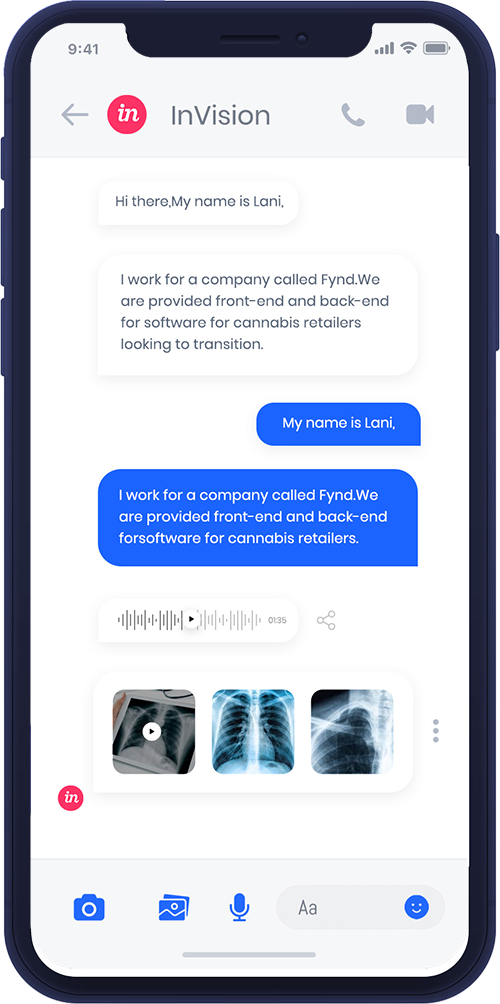 9:41
in InVision
Hi there,My name is Lani,
I work for a company called Fynd.We
are provided front-end and back-end
for software for cannabis retailers
looking to transition.
My name is Lani,
I work for a company called Fynd.We
are provided front-end and back-end
forsoftware for cannabis retailers.
01:35
in
Aa